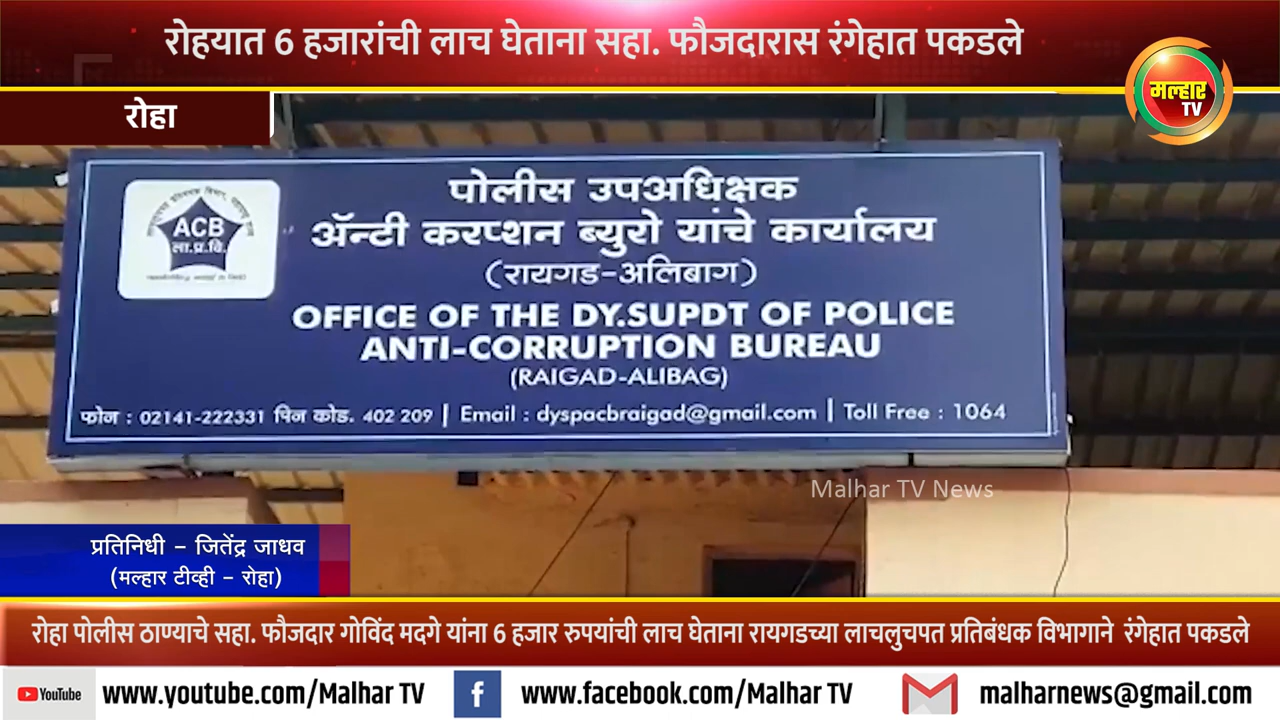 रोहयात 6 हजारांची लाच घेताना सहा. फौजदारास रंगेहात पकडले
मल्हार
TV
रोहा
ACB
ला.प्र.वि.
पोलीस उपअधिक्षक
ॲन्टी करप्शन ब्युरो यांचे कार्यालय
(रायगड-अलिबाग)
OFFICE OF THE DY.SUPDT OF POLICE
ANTI-CORRUPTION BUREAU
(RAIGAD-ALIBAG)
फोन : 02141-222331 पिन कोड. 402 209 | Email : dyspacbraigad@gmail.com | Toll Free : 1064
Malhar TV News
प्रतिनिधी - जितेंद्र जाधव
(मल्हार टीव्ही - रोहा)
रोहा पोलीस ठाण्याचे सहा. फौजदार गोविंद मदगे यांना 6 हजार रुपयांची लाच घेताना रायगडच्या लाचलुचपत प्रतिबंधक विभागाने रंगेहात पकडले
YouTube www.youtube.com/Malhar TV f www.facebook.com/Malhar TV malharnews@gmail.com